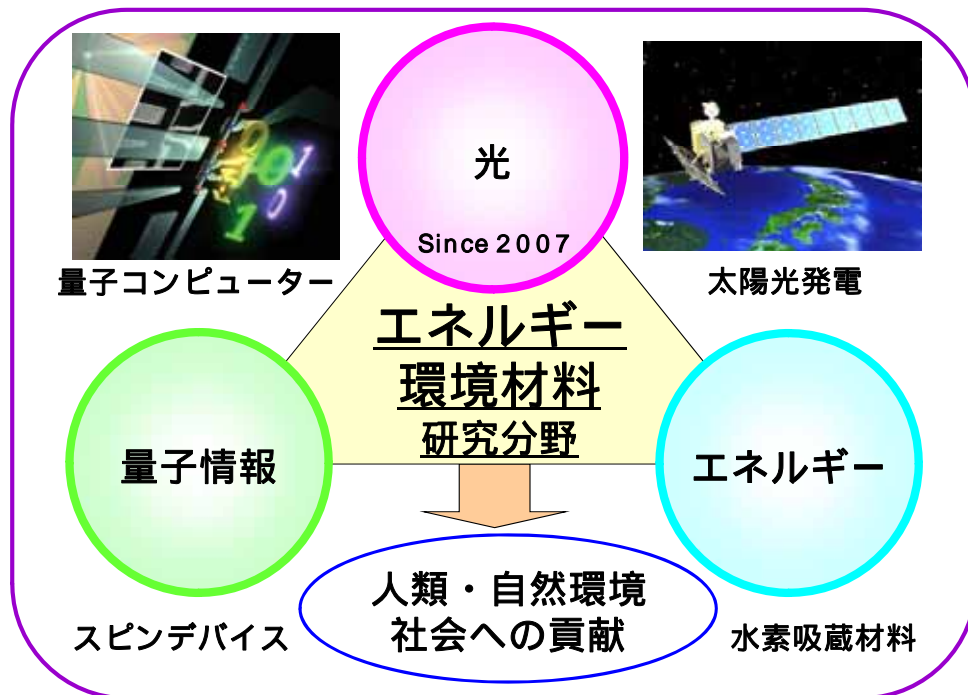 光
Since 2007
量子コンピューター
太陽光発電
エネルギー
環境材料
研究分野
量子情報
エネルギー
人類・自然環境
社会への貢献
スピンデバイス
水素吸蔵材料